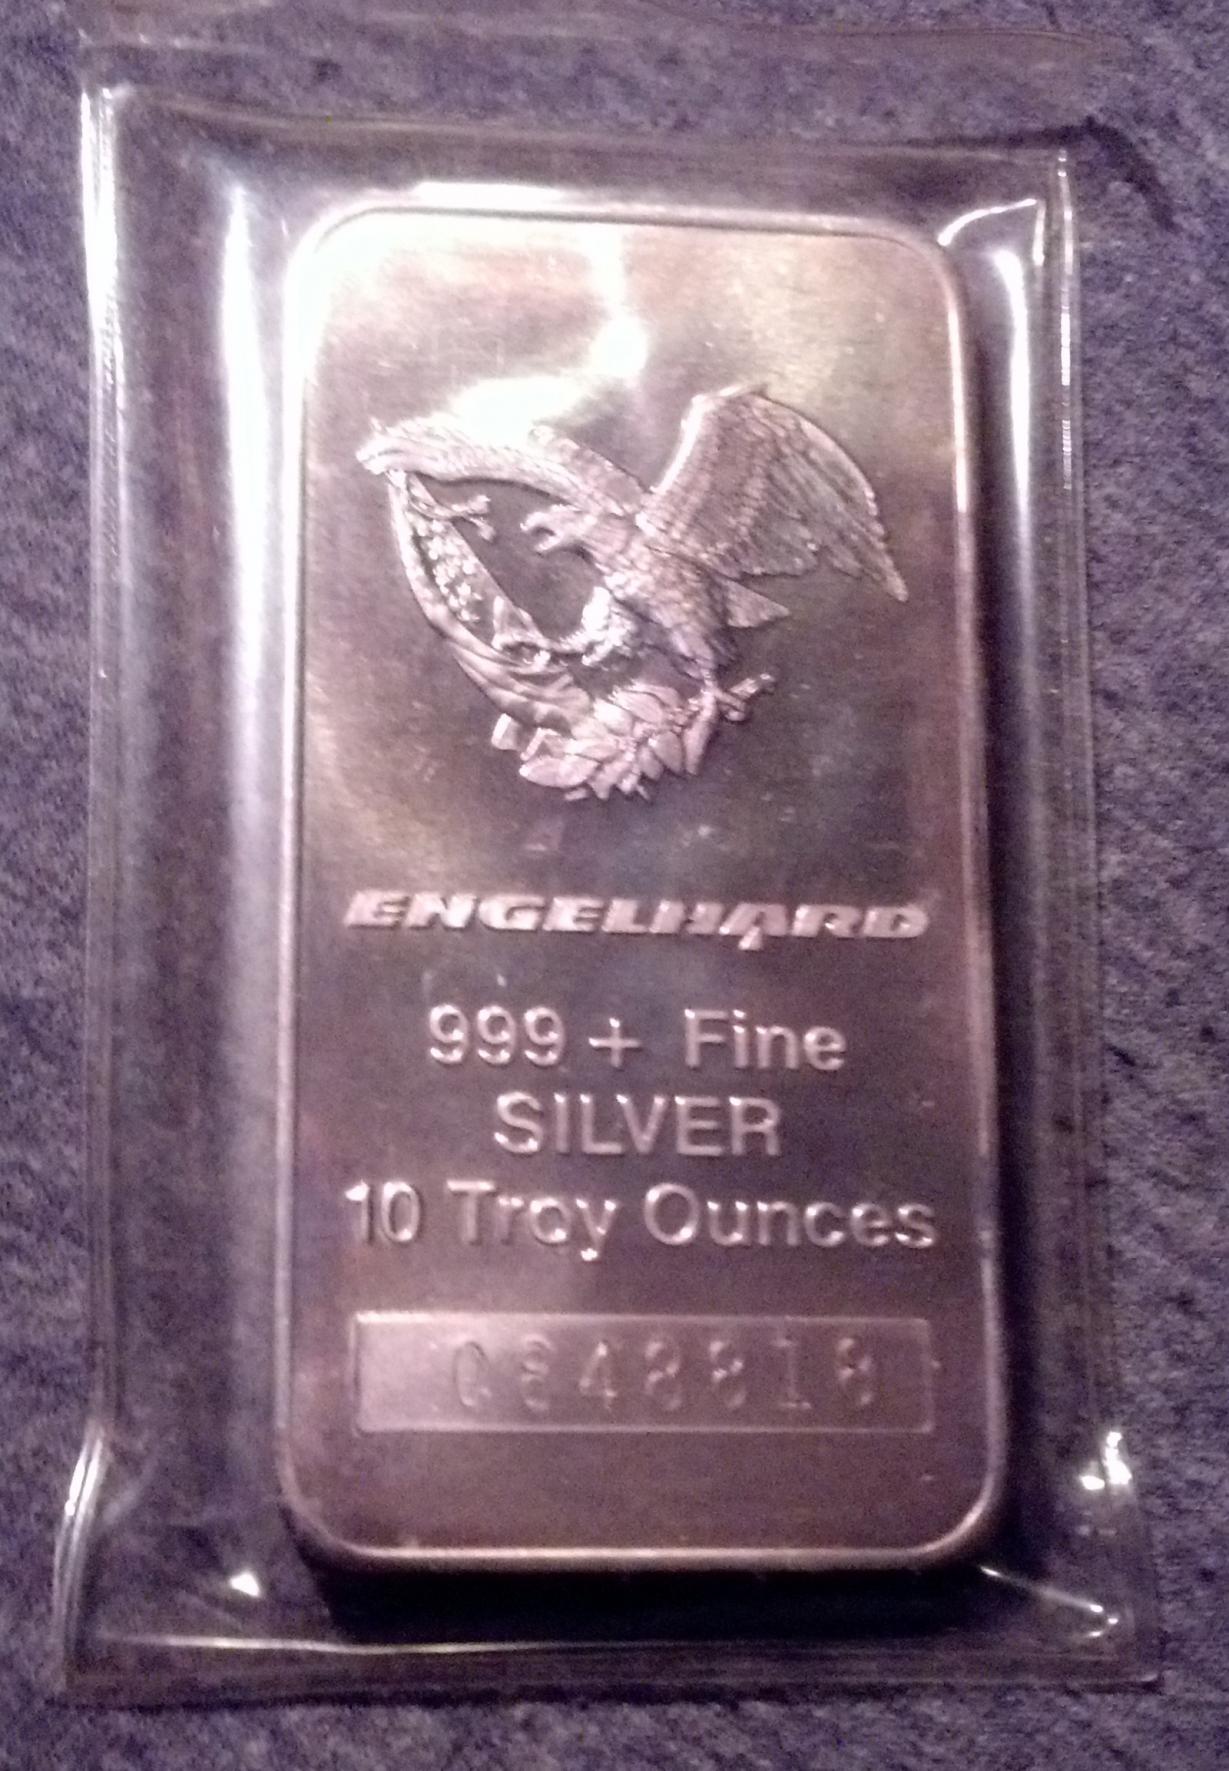 ENGELHARD
999 + Fine
SILVER
10 Troy Ounces